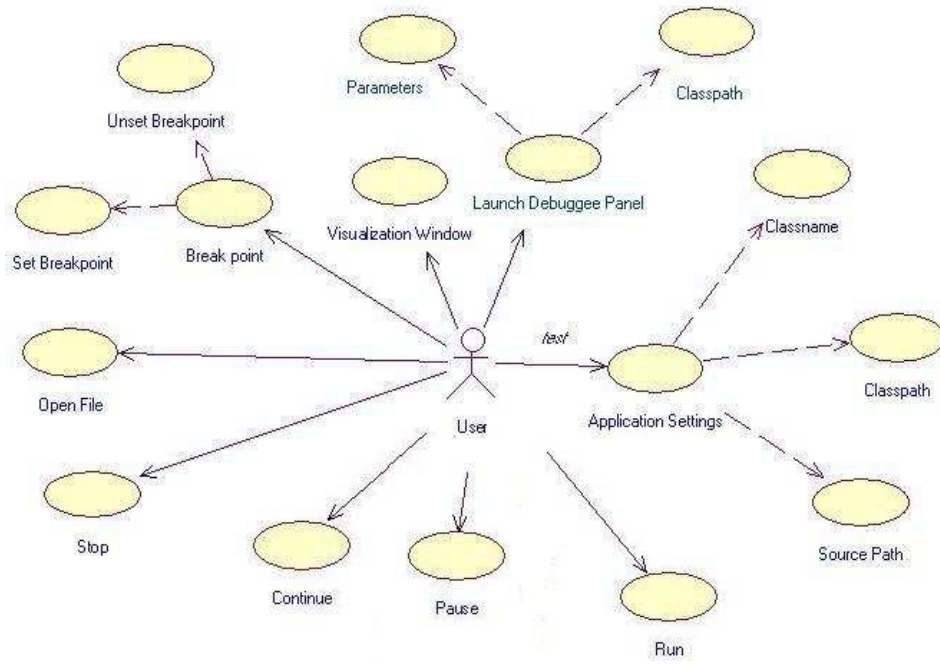 Parameters
Classpath
Unset Breakpoint
Launch Debuggee Panel
Classname
Visualization Window
Set Breakpoint
Break point
test
Open File
User
Application Settings
Classpath
Stop
Continue
Pause
Source Path
Run